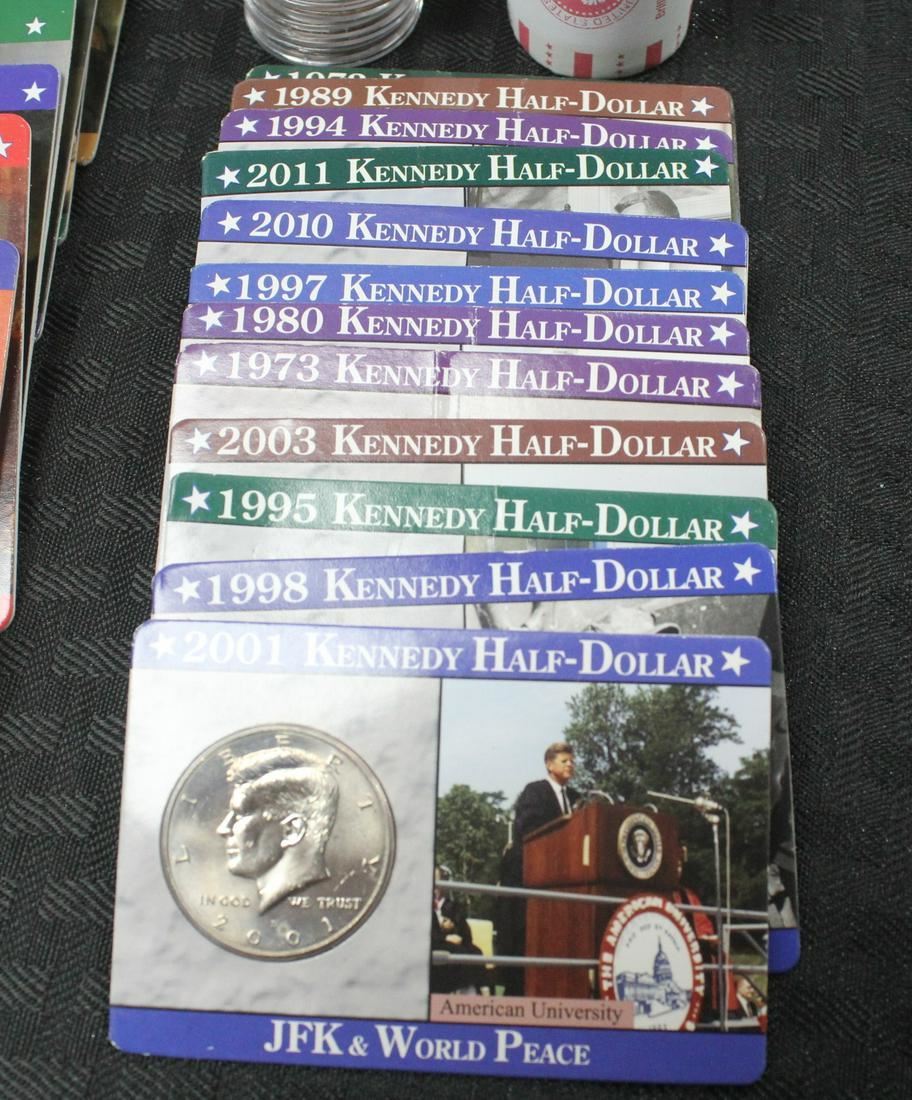 UNITED STATES
1989 KENNEDY HALF-DOLLAR
1994 KENNEDY HALF-DOLLAR
2011 KENNEDY HALF-DOLLAR
2010 KENNEDY HALF-DOLLAR
1997 KENNEDY HALF-DOLLAR
1980 KENNEDY HALF-DOLLAR
1973 KENNEDY HALF-DOLLAR
2003 KENNEDY HALF-DOLLAR
1995 KENNEDY HALF-DOLLAR
1998 KENNEDY HALF-DOLLAR
2001 KENNEDY HALF-DOLLAR
LIBERTY
IN GOD WE TRUST
2001
THE AMERICAN UNIVERSITY
American University
JFK & WORLD PEACE